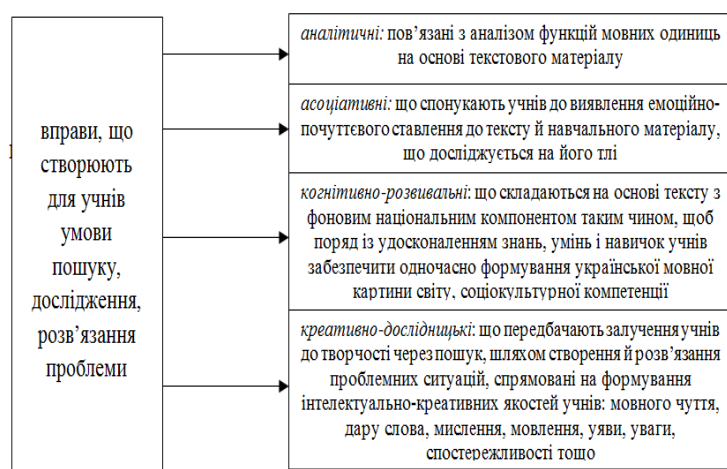 вправи, що
створюють
для учнів
умови
пошуку,
дослідження,
розв’язання
проблеми
аналітичні: пов’язані з аналізом функцій мовних одиниць
на основі текстового матеріалу
асоціативні: що спонукають учнів до виявлення емоційно-
почуттєвого ставлення до тексту й навчального матеріалу,
що досліджується на його тлі
когнітивно-розвивальні: що складаються на основі тексту з
фоновим національним компонентом таким чином, щоб
поряд із удосконаленням знань, умінь і навичок учнів
забезпечити одночасно формування української мовної
картини світу, соціокультурної компетенції
креативно-дослідницькі: що передбачають залучення учнів
до творчості через пошук, шляхом створення й розв’язання
проблемних ситуацій, спрямовані на формування
інтелектуально-креативних якостей учнів: мовного чуття,
дару слова, мислення, мовлення, уяви, уваги,
спостережливості тощо